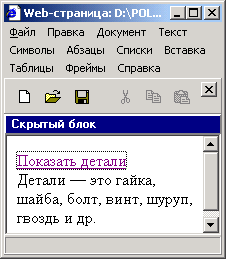 Web-страница: D:\POL...
Файл Правка Документ Текст
Символы Абзацы Списки Вставка
Таблицы Фреймы Справка
Скрытый блок
Показать детали
Детали — это гайка,
шайба, болт, винт, шуруп,
гвоздь и др.